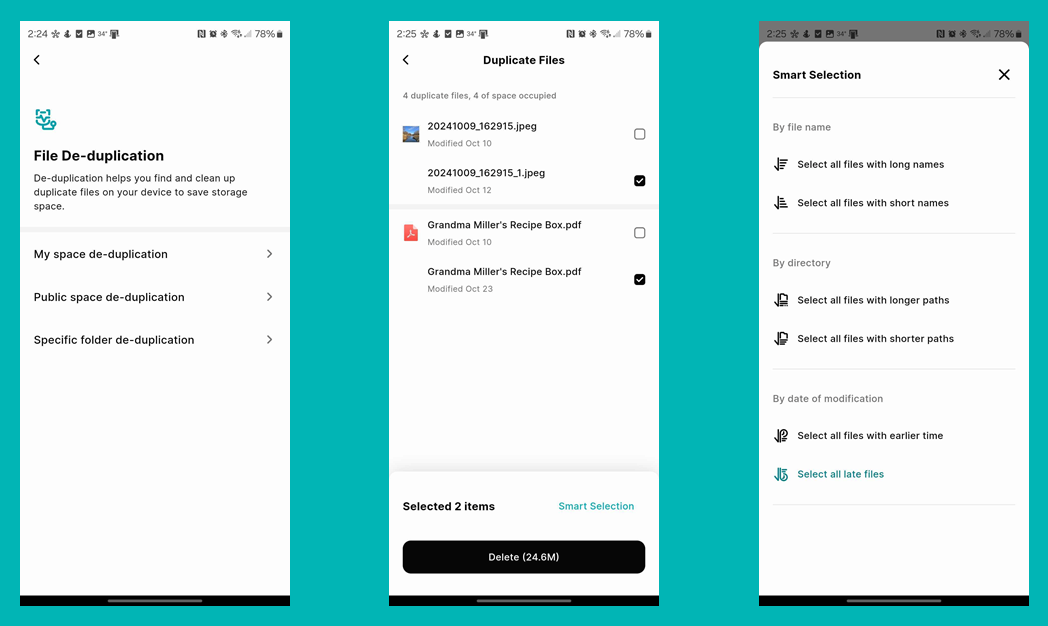 2:24 34° 78%
File De-duplication
De-duplication helps you find and clean up
duplicate files on your device to save storage
space.
My space de-duplication
Public space de-duplication
Specific folder de-duplication
2:25 34° 78%
Duplicate Files
4 duplicate files, 4 of space occupied
20241009_162915.jpeg
Modified Oct 10
20241009_162915_1.jpeg
Modified Oct 12
Grandma Miller's Recipe Box.pdf
Modified Oct 10
Grandma Miller's Recipe Box.pdf
Modified Oct 23
Selected 2 items Smart Selection
Delete (24.6M)
2:25 34° 78%
Smart Selection
By file name
Select all files with long names
Select all files with short names
By directory
Select all files with longer paths
Select all files with shorter paths
By date of modification
Select all files with earlier time
Select all late files